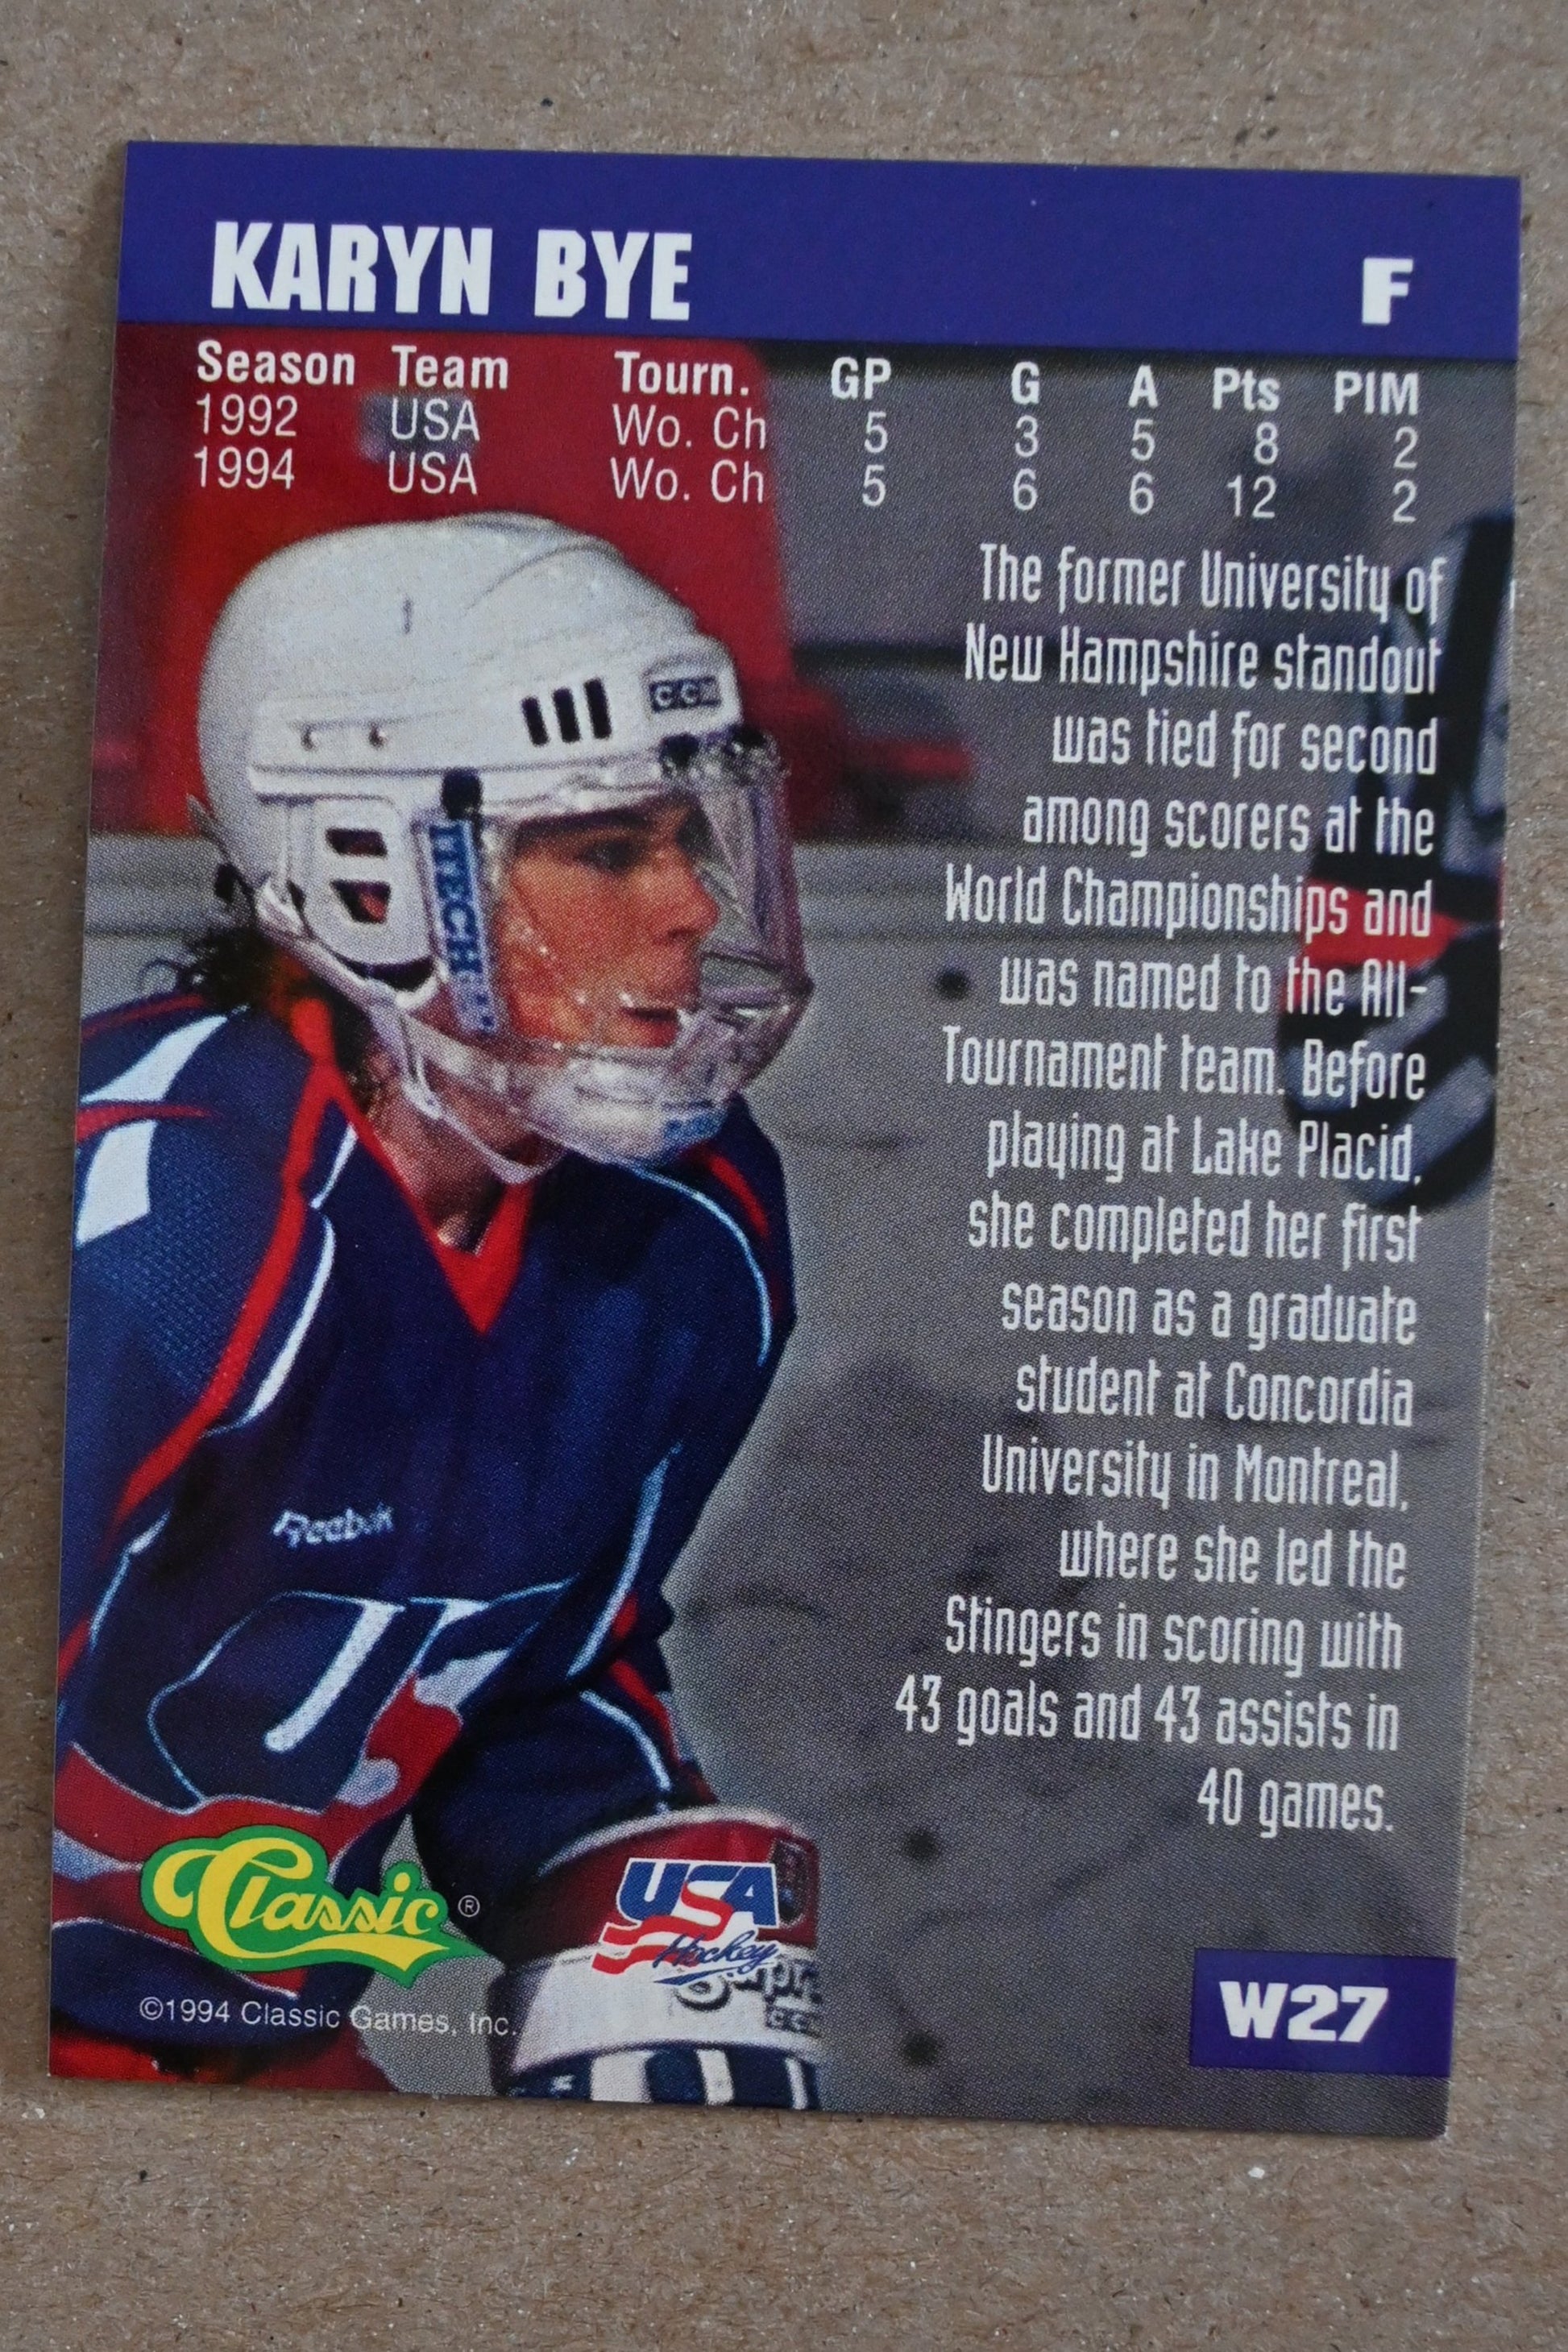 KARYN BYE F
Season Team Tourn. GP G A Pts PIM
1992 USA Wo. Ch 5 3 5 8 2
1994 USA Wo. Ch 5 6 6 12 2
The former University of
New Hampshire standout
was tied for second
among scorers at the
World Championships and
was named to the All-
Tournament team. Before
playing at Lake Placid,
she completed her first
season as a graduate
student at Concordia
University in Montreal,
where she led the
Stingers in scoring with
43 goals and 43 assists in
40 games.
CCM
ITECH
Reebok
Classic ®
USA
Hockey
©1994 Classic Games, Inc.
W27